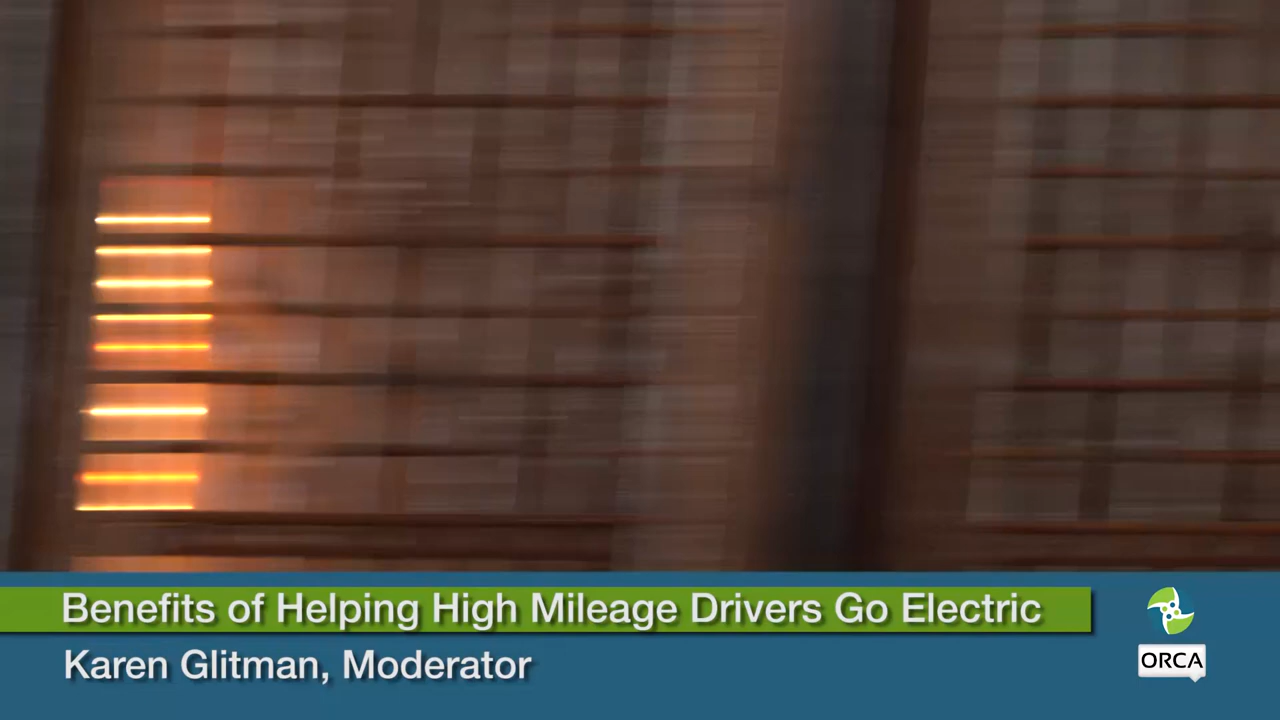 Benefits of Helping High Mileage Drivers Go Electric
Karen Glitman, Moderator
ORCA